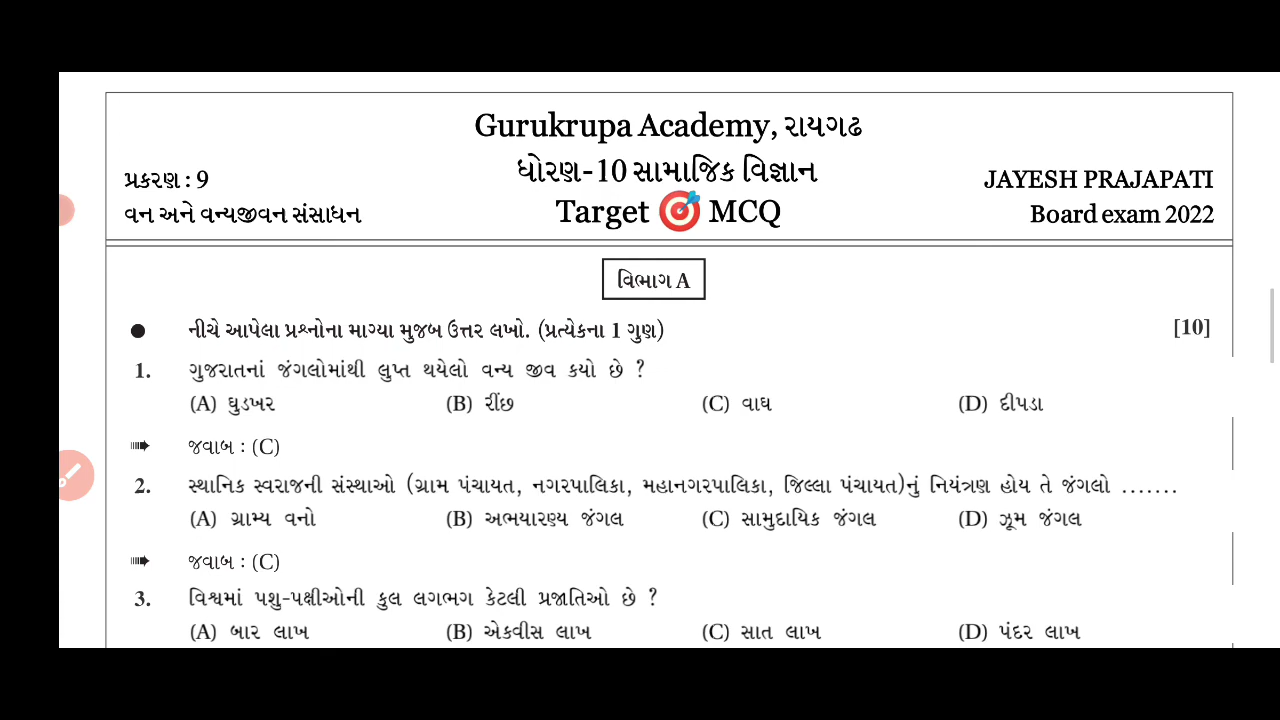 Gurukrupa Academy, રાયગઢ
ધોરણ-10 સામાજિક વિજ્ઞાન
પ્રકરણ : 9
JAYESH PRAJAPATI
વન અને વન્યજીવન સંસાધન
Target 🎯 MCQ
Board exam 2022
વિભાગ A
● નીચે આપેલા પ્રશ્નોના માગ્યા મુજબ ઉત્તર લખો. (પ્રત્યેકના 1 ગુણ) [10]
1. ગુજરાતનાં જંગલોમાંથી લુપ્ત થયેલો વન્ય જીવ કયો છે ?
(A) ઘુડખર (B) રીંછ (C) વાઘ (D) દીપડા
➠ જવાબ : (C)
2. સ્થાનિક સ્વરાજની સંસ્થાઓ (ગ્રામ પંચાયત, નગરપાલિકા, મહાનગરપાલિકા, જિલ્લા પંચાયત)નું નિયંત્રણ હોય તે જંગલો .......
(A) ગ્રામ્ય વનો (B) અભયારણ્ય જંગલ (C) સામુદાયિક જંગલ (D) ઝૂમ જંગલ
➠ જવાબ : (C)
3. વિશ્વમાં પશુ-પક્ષીઓની કુલ લગભગ કેટલી પ્રજાતિઓ છે ?
(A) બાર લાખ (B) એકવીસ લાખ (C) સાત લાખ (D) પંદર લાખ